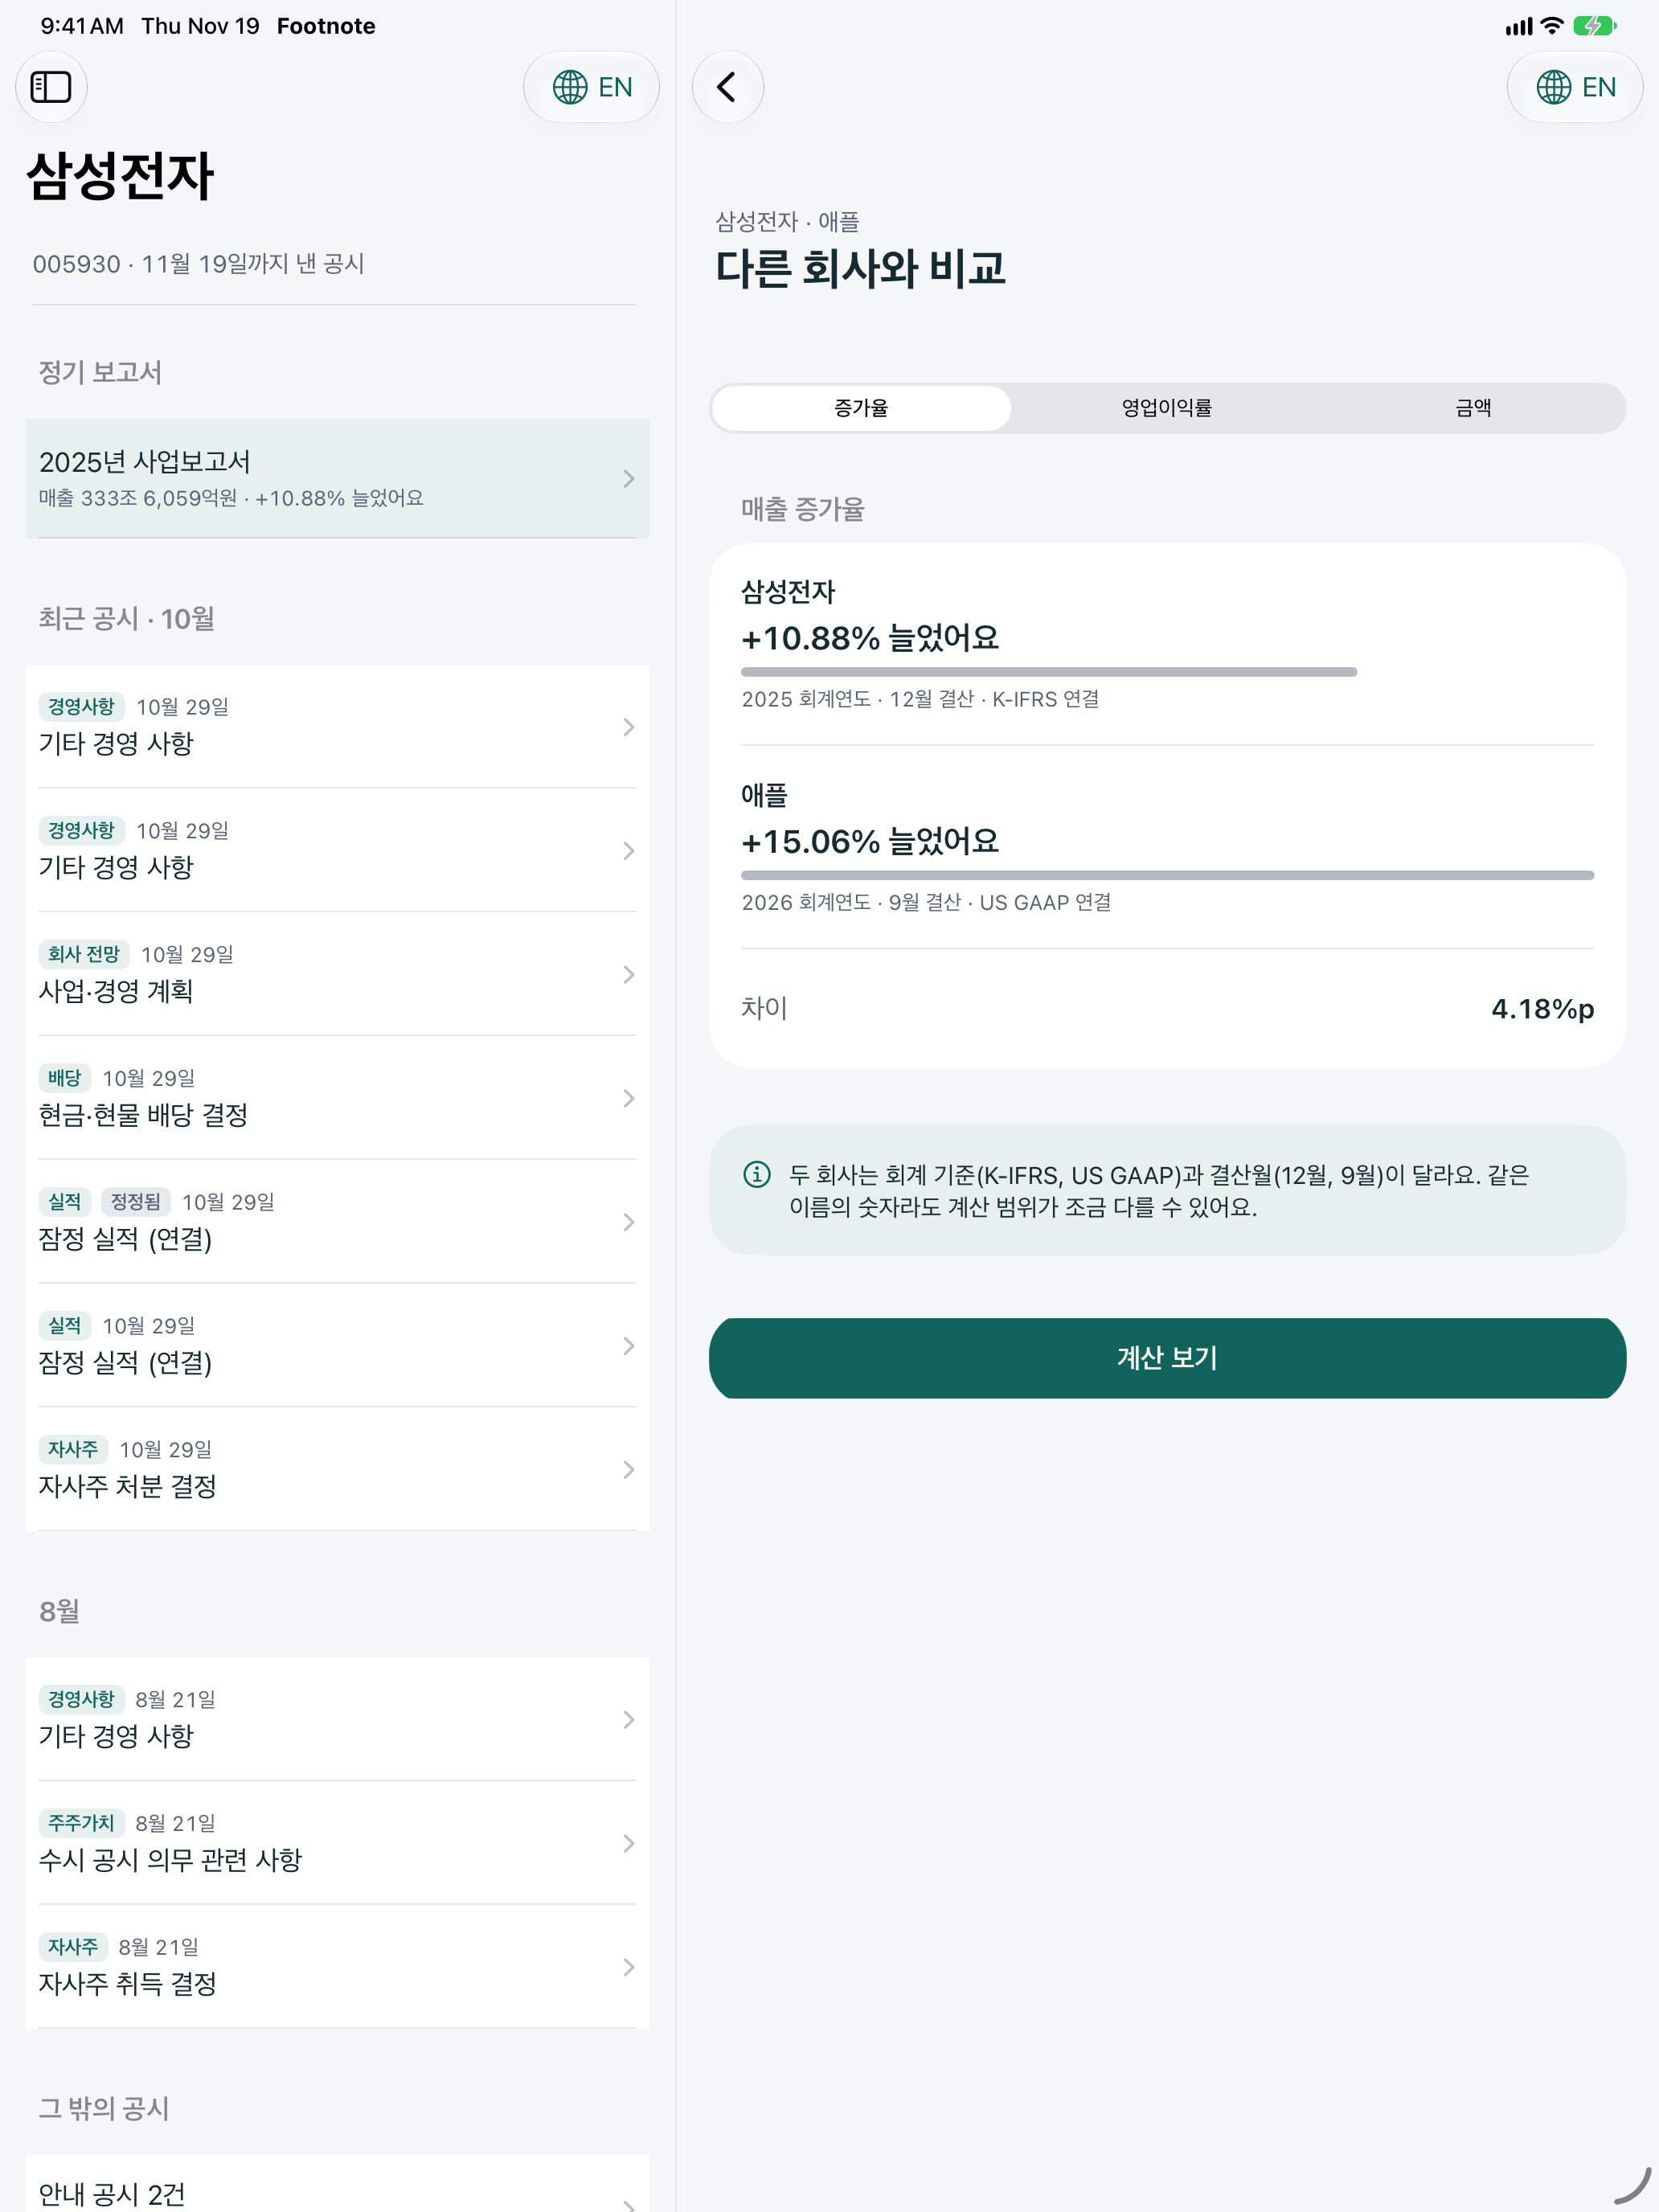 9:41 AM Thu Nov 19 Footnote
EN
삼성전자
005930 · 11월 19일까지 낸 공시
정기 보고서
2025년 사업보고서
매출 333조 6,059억원 · +10.88% 늘었어요
최근 공시 · 10월
경영사항 10월 29일
기타 경영 사항
경영사항 10월 29일
기타 경영 사항
회사 전망 10월 29일
사업·경영 계획
배당 10월 29일
현금·현물 배당 결정
실적 정정됨 10월 29일
잠정 실적 (연결)
실적 10월 29일
잠정 실적 (연결)
자사주 10월 29일
자사주 처분 결정
8월
경영사항 8월 21일
기타 경영 사항
주주가치 8월 21일
수시 공시 의무 관련 사항
자사주 8월 21일
자사주 취득 결정
그 밖의 공시
안내 공시 2건
EN
삼성전자 · 애플
다른 회사와 비교
증가율 영업이익률 금액
매출 증가율
삼성전자
+10.88% 늘었어요
2025 회계연도 · 12월 결산 · K-IFRS 연결
애플
+15.06% 늘었어요
2026 회계연도 · 9월 결산 · US GAAP 연결
차이 4.18%p
두 회사는 회계 기준(K-IFRS, US GAAP)과 결산월(12월, 9월)이 달라요. 같은
이름의 숫자라도 계산 범위가 조금 다를 수 있어요.
계산 보기